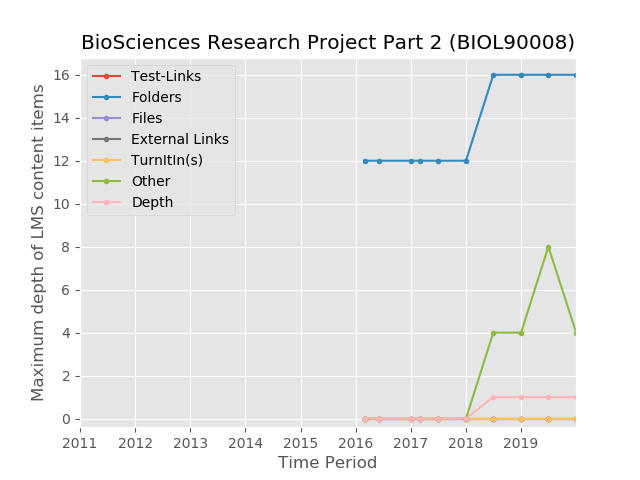 BioSciences Research Project Part 2 (BIOL90008)
Maximum depth of LMS content items
16
14
12
10
8
6
4
2
0
Test-Links
Folders
Files
External Links
TurnItIn(s)
Other
Depth
2011 2012 2013 2014 2015 2016 2017 2018 2019
Time Period